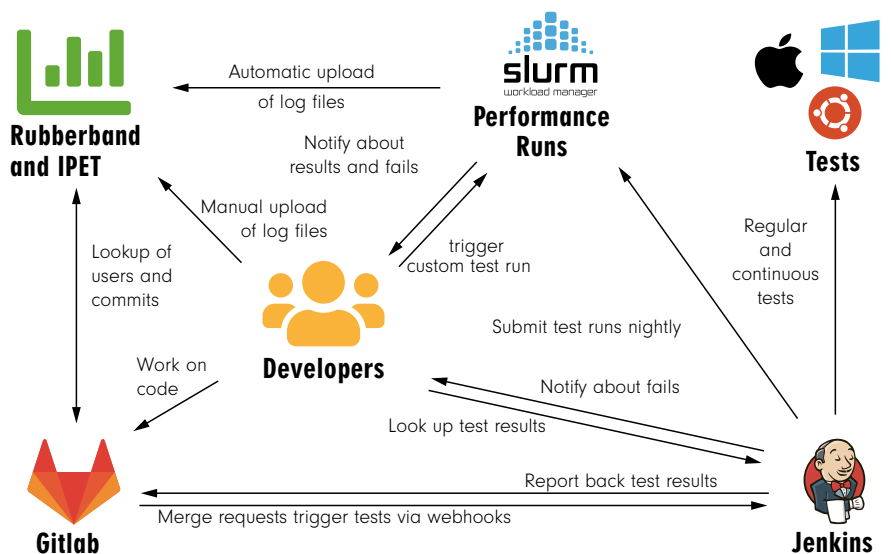 slurm
workload manager
Automatic upload
of log files
Rubberband
and IPET
Performance
Runs
Tests
Notify about
results and fails
Manual upload
of log files
trigger
custom test run
Lookup of
users and
commits
Regular
and
continuous
tests
Developers
Submit test runs nightly
Work on
code
Notify about fails
Look up test results
Report back test results
Merge requests trigger tests via webhooks
Gitlab
Jenkins